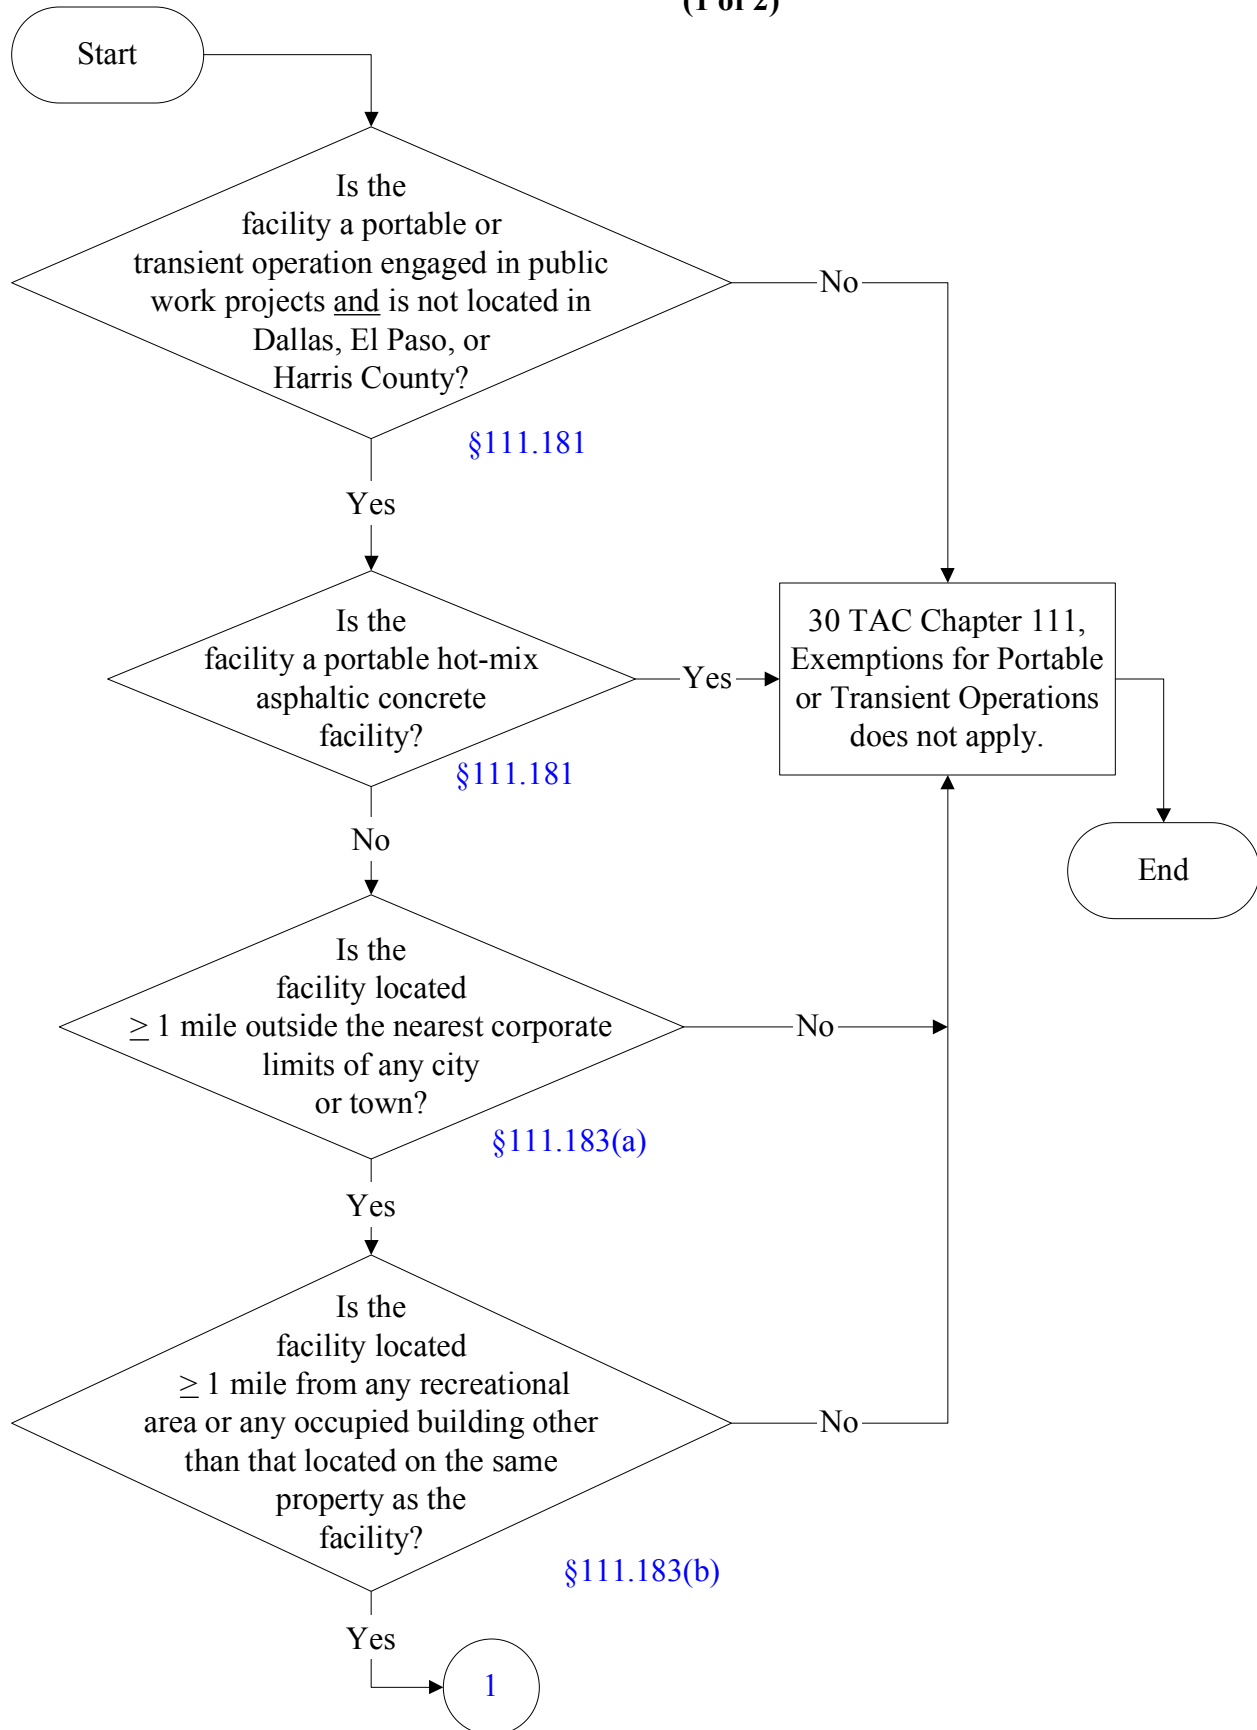 (1 of 2)
Start
Is the
facility a portable or
transient operation engaged in public
work projects and is not located in
Dallas, El Paso, or
Harris County?
No
§111.181
Yes
Is the
facility a portable hot-mix
asphaltic concrete
facility?
Yes
30 TAC Chapter 111,
Exemptions for Portable
or Transient Operations
does not apply.
§111.181
No
End
Is the
facility located
≥ 1 mile outside the nearest corporate
limits of any city
or town?
No
§111.183(a)
Yes
Is the
facility located
≥ 1 mile from any recreational
area or any occupied building other
than that located on the same
property as the
facility?
No
§111.183(b)
Yes
1